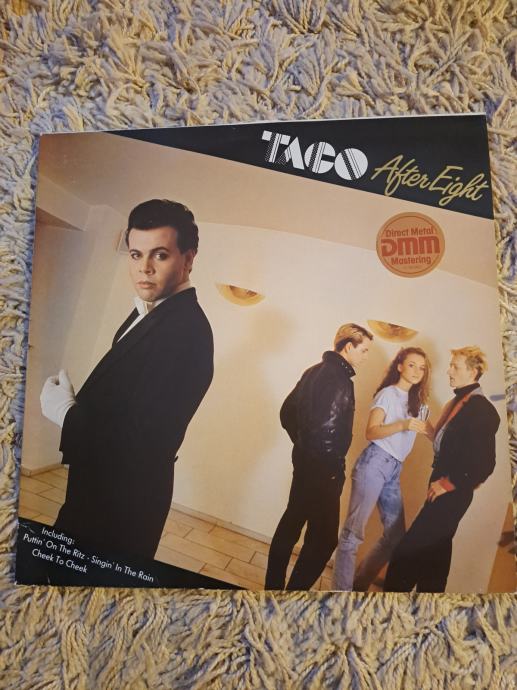 TACO After Eight
Direct Metal
DMM
Mastering
Including:
Puttin' On The Ritz - Singin' In The Rain
Cheek To Cheek